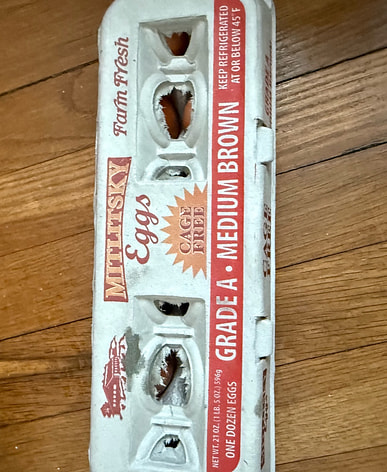 Farm Fresh
MITLITSKY
Eggs
CAGE
FREE
KEEP REFRIGERATED
AT OR BELOW 45°F
GRADE A • MEDIUM BROWN
NET WT. 21 OZ. (1 LB. 5 OZ.) 596g
ONE DOZEN EGGS